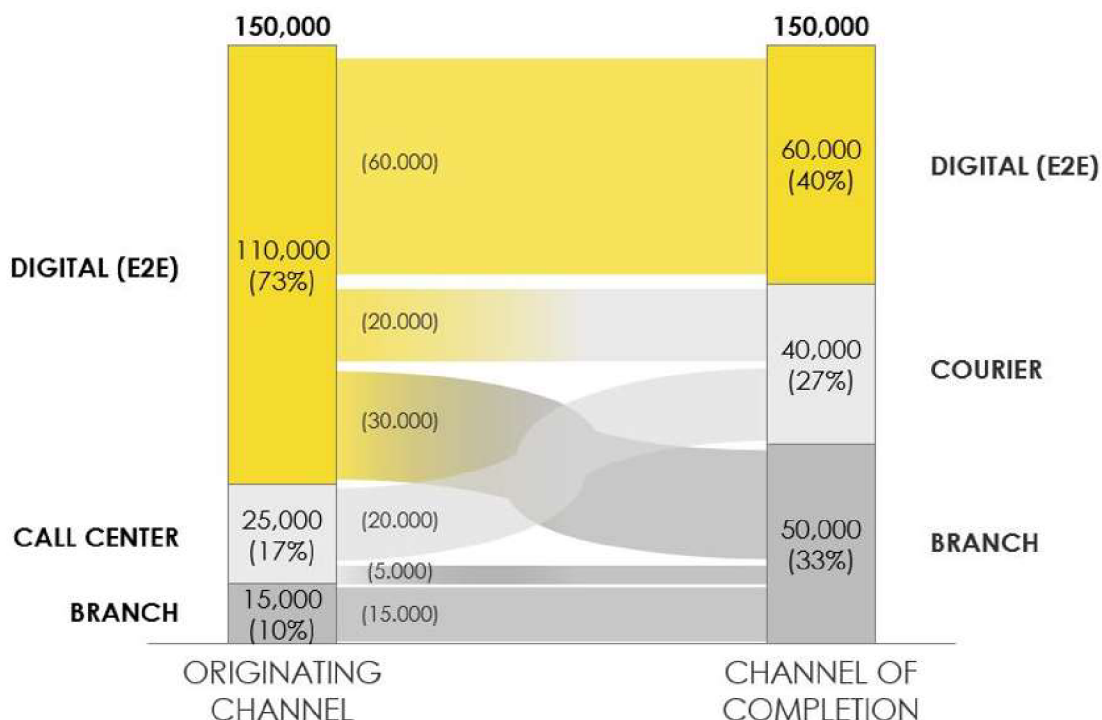 150,000
150,000
(60.000)
60,000
(40%)
DIGITAL (E2E)
DIGITAL (E2E)
110,000
(73%)
(20.000)
40,000
(27%)
COURIER
(30.000)
CALL CENTER
25,000
(17%)
(20.000)
50,000
(33%)
BRANCH
(5.000)
BRANCH
15,000
(10%)
(15.000)
ORIGINATING
CHANNEL
CHANNEL OF
COMPLETION